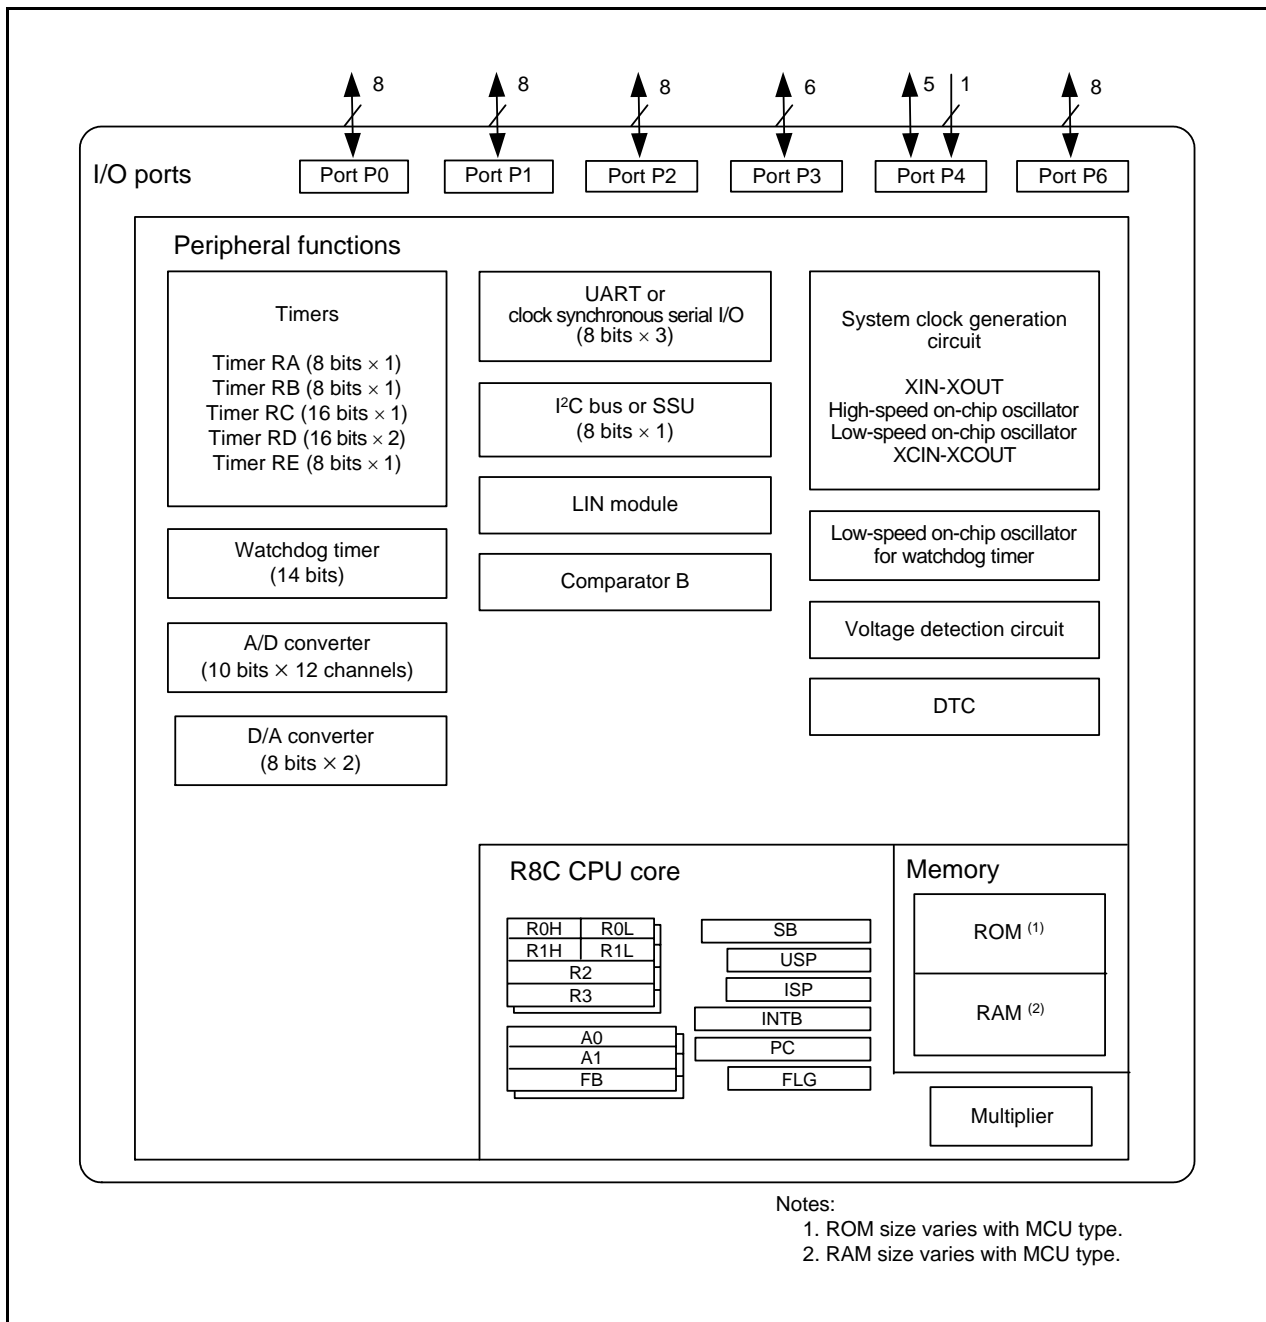 8 8 8 6 5 1 8
I/O ports
Port P0 Port P1 Port P2 Port P3 Port P4 Port P6
Peripheral functions
Timers
Timer RA (8 bits × 1)
Timer RB (8 bits × 1)
Timer RC (16 bits × 1)
Timer RD (16 bits × 2)
Timer RE (8 bits × 1)
Watchdog timer
(14 bits)
A/D converter
(10 bits × 12 channels)
D/A converter
(8 bits × 2)
UART or
clock synchronous serial I/O
(8 bits × 3)
I²C bus or SSU
(8 bits × 1)
LIN module
Comparator B
System clock generation
circuit
XIN-XOUT
High-speed on-chip oscillator
Low-speed on-chip oscillator
XCIN-XCOUT
Low-speed on-chip oscillator
for watchdog timer
Voltage detection circuit
DTC
R8C CPU core
R0H R0L
R1H R1L
R2
R3
A0
A1
FB
SB
USP
ISP
INTB
PC
FLG
Memory
ROM (1)
RAM (2)
Multiplier
Notes:
1. ROM size varies with MCU type.
2. RAM size varies with MCU type.